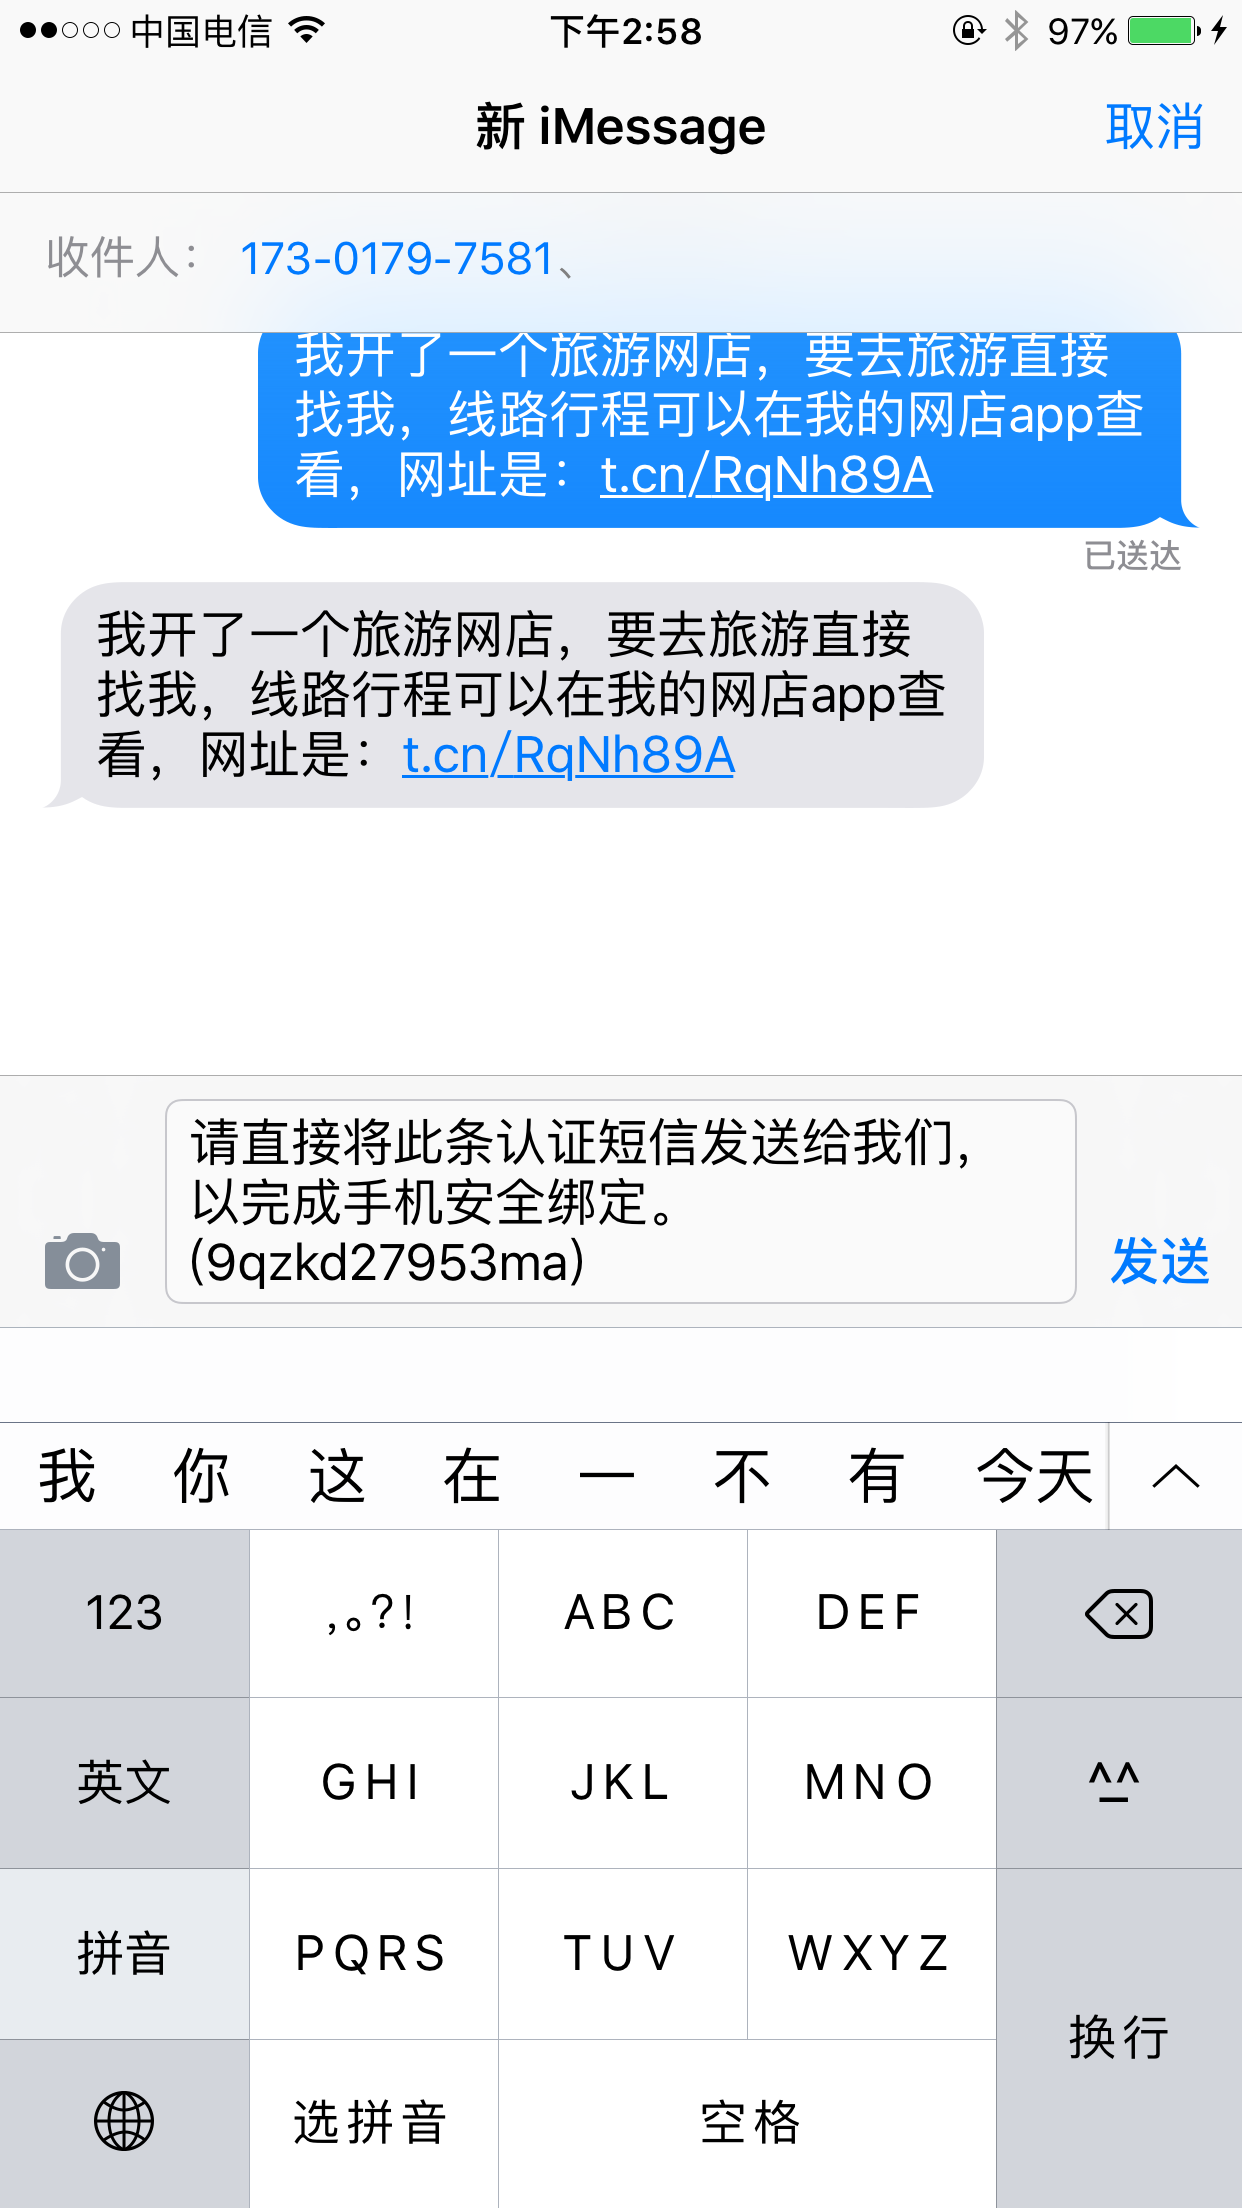 中国电信 下午2:58 97%
新 iMessage 取消
收件人： 173-0179-7581、
我开了一个旅游网店，要去旅游直接
找我，线路行程可以在我的网店app查
看，网址是：t.cn/RqNh89A
已送达
我开了一个旅游网店，要去旅游直接
找我，线路行程可以在我的网店app查
看，网址是：t.cn/RqNh89A
请直接将此条认证短信发送给我们，
以完成手机安全绑定。
(9qzkd27953ma)
发送
我 你 这 在 一 不 有 今天
123 ,。?! ABC DEF
英文 GHI JKL MNO ^^
拼音 PQRS TUV WXYZ
换行
选拼音 空格